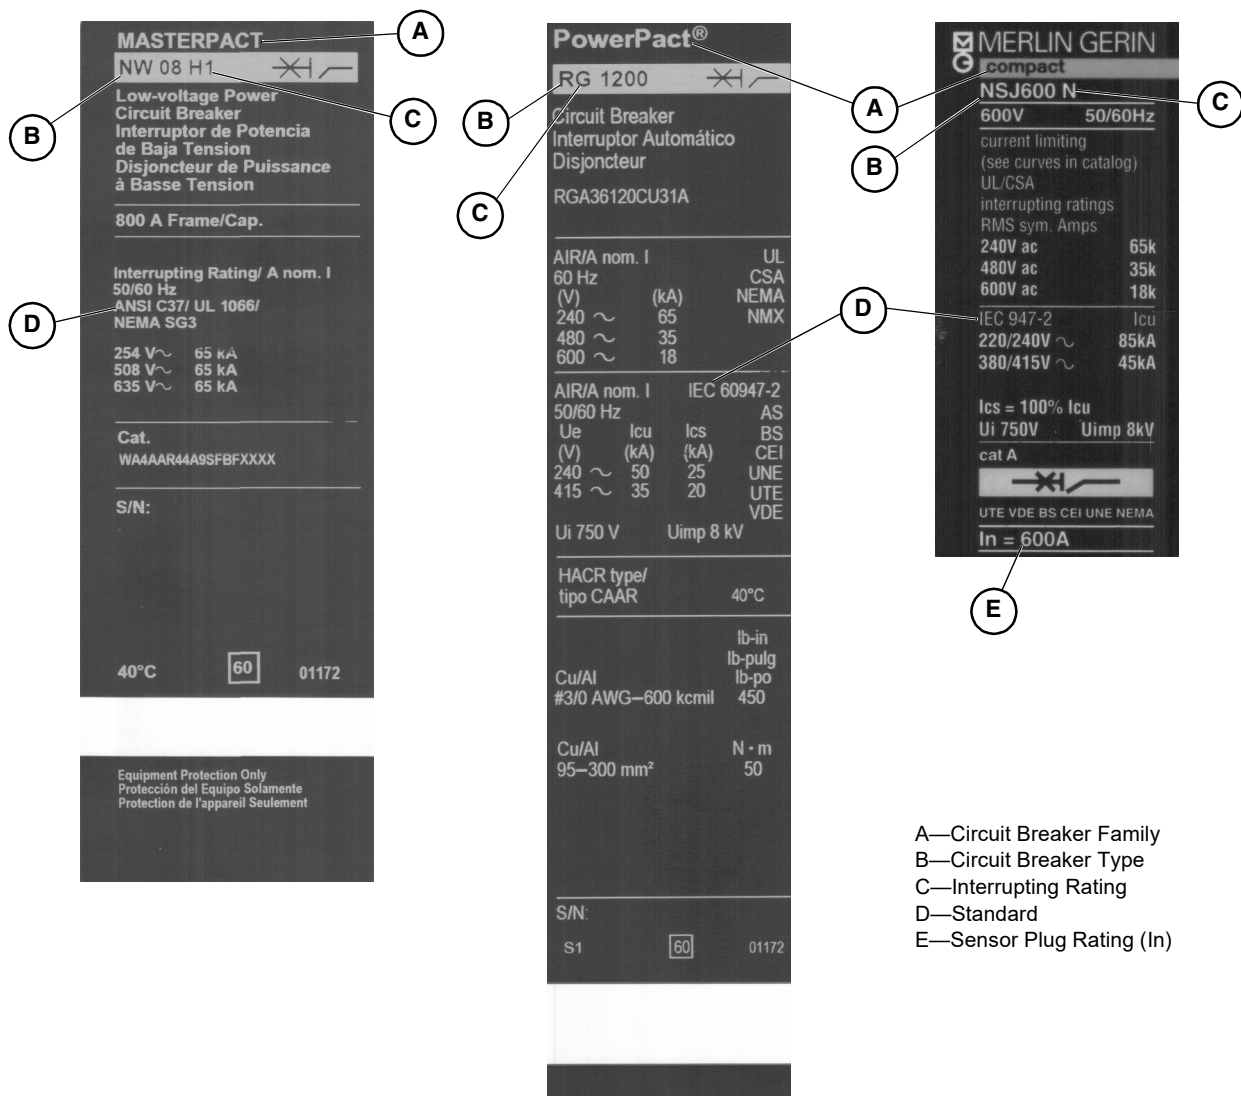 MASTERPACT
NW 08 H1
Low-voltage Power
Circuit Breaker
Interruptor de Potencia
de Baja Tension
Disjoncteur de Puissance
à Basse Tension
800 A Frame/Cap.
Interrupting Rating/ A nom. I
50/60 Hz
ANSI C37/ UL 1066/
NEMA SG3
254 V～ 65 kA
508 V～ 65 kA
635 V～ 65 kA
Cat.
WA4AAR44A9SFBFXXXX
S/N:
40°C 60 01172
Equipment Protection Only
Protección del Equipo Solamente
Protection de l'appareil Seulement
A
B
C
D
PowerPact®
RG 1200
Circuit Breaker
Interruptor Automático
Disjoncteur
RGA36120CU31A
AIR/A nom. I UL
60 Hz CSA
(V) (kA) NEMA
240 ～ 65 NMX
480 ～ 35
600 ～ 18
AIR/A nom. I IEC 60947-2
50/60 Hz AS
Ue Icu Ics BS
(V) (kA) (kA) CEI
240 ～ 50 25 UNE
415 ～ 35 20 UTE
VDE
Ui 750 V Uimp 8 kV
HACR type/
tipo CAAR 40°C
lb-in
lb-pulg
Cu/Al lb-po
#3/0 AWG–600 kcmil 450
Cu/Al N • m
95–300 mm² 50
S/N:
S1 60 01172
B
C
A
D
MERLIN GERIN
compact
NSJ600 N
600V 50/60Hz
current limiting
(see curves in catalog)
UL/CSA
interrupting ratings
RMS sym. Amps
240V ac 65k
480V ac 35k
600V ac 18k
IEC 947-2 Icu
220/240V ～ 85kA
380/415V ～ 45kA
Ics = 100% Icu
Ui 750V Uimp 8kV
cat A
UTE VDE BS CEI UNE NEMA
In = 600A
B
C
E
A—Circuit Breaker Family
B—Circuit Breaker Type
C—Interrupting Rating
D—Standard
E—Sensor Plug Rating (In)